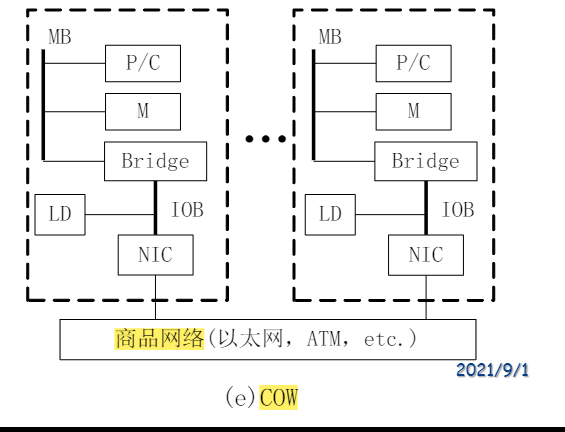 MB MB
P/C P/C
M M
Bridge Bridge
LD IOB LD IOB
NIC NIC
商品网络(以太网，ATM，etc.)
2021/9/1
(e)COW